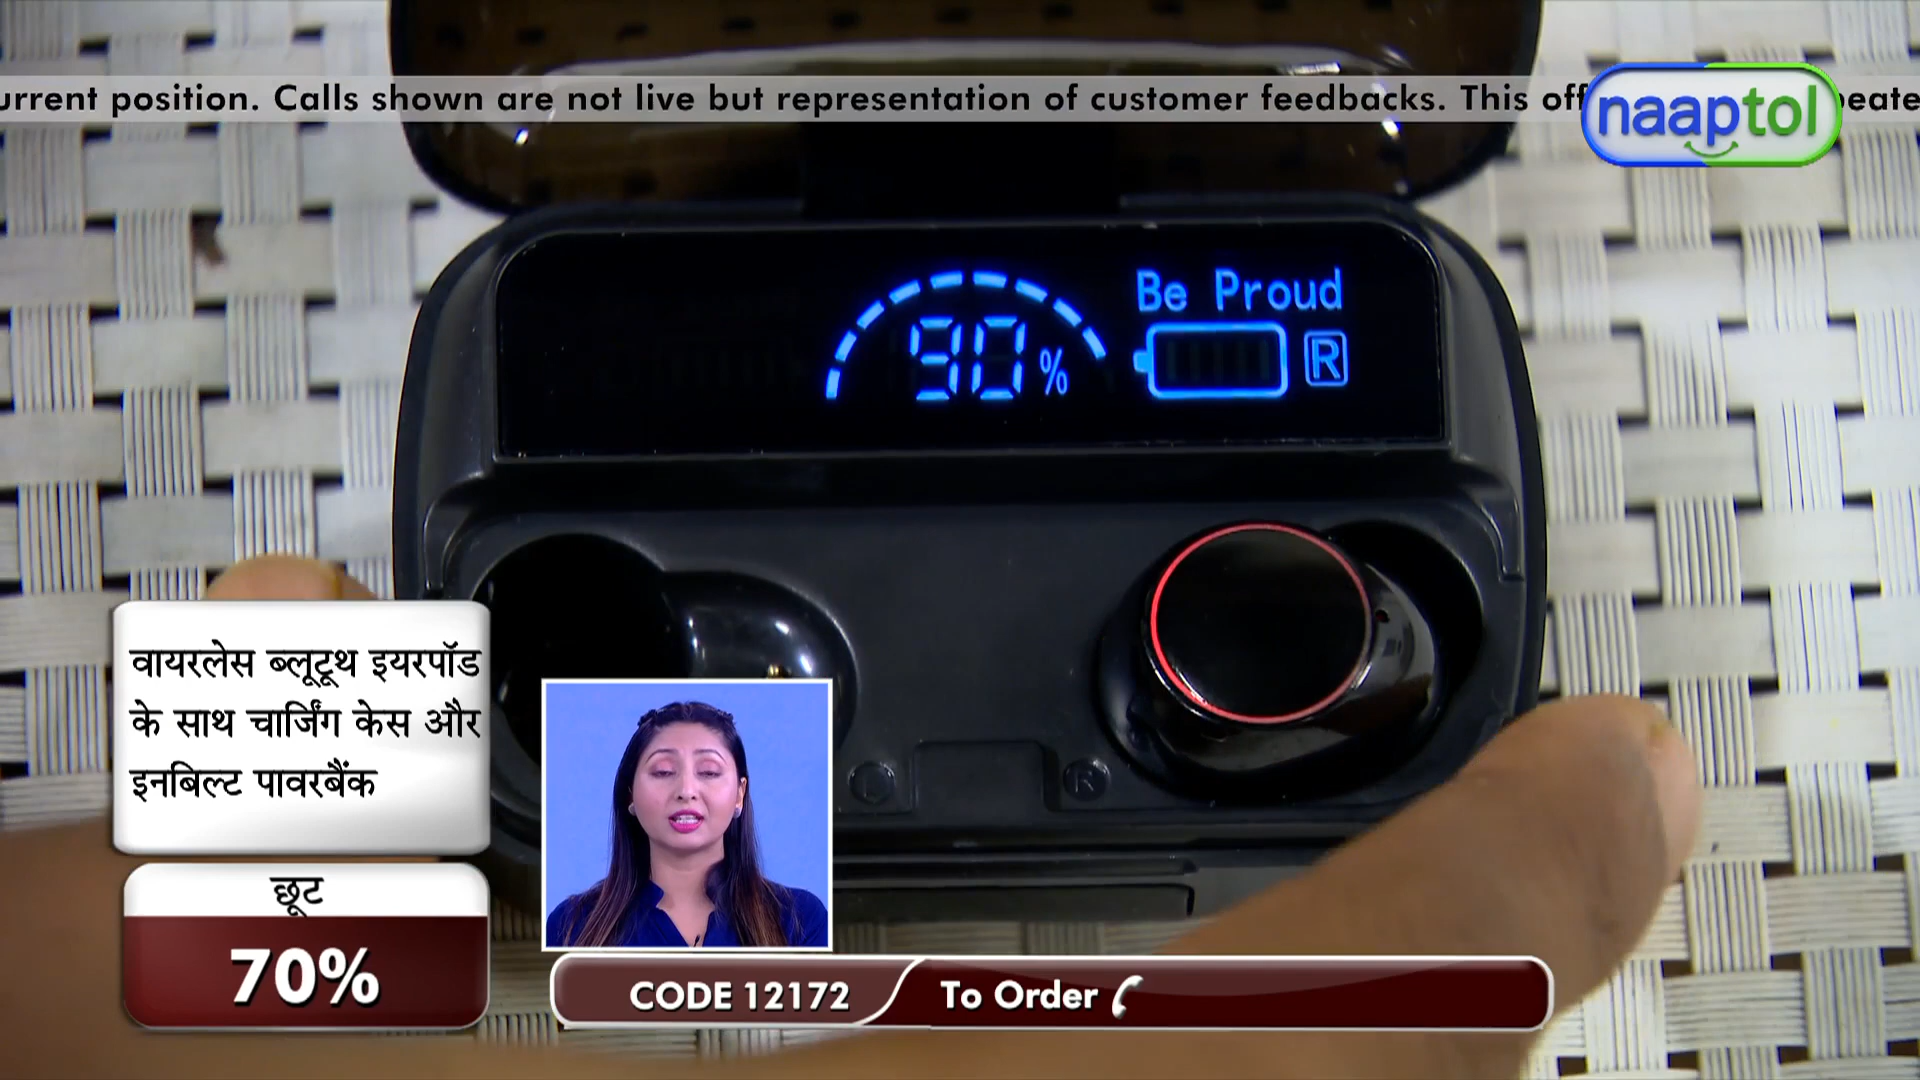 urrent position. Calls shown are not live but representation of customer feedbacks. This off
peate
naaptol
Be Proud
90%
R
वायरलेस ब्लूटूथ इयरपॉड
के साथ चार्जिंग केस और
इनबिल्ट पावरबैंक
L
R
छूट
70%
CODE 12172
To Order